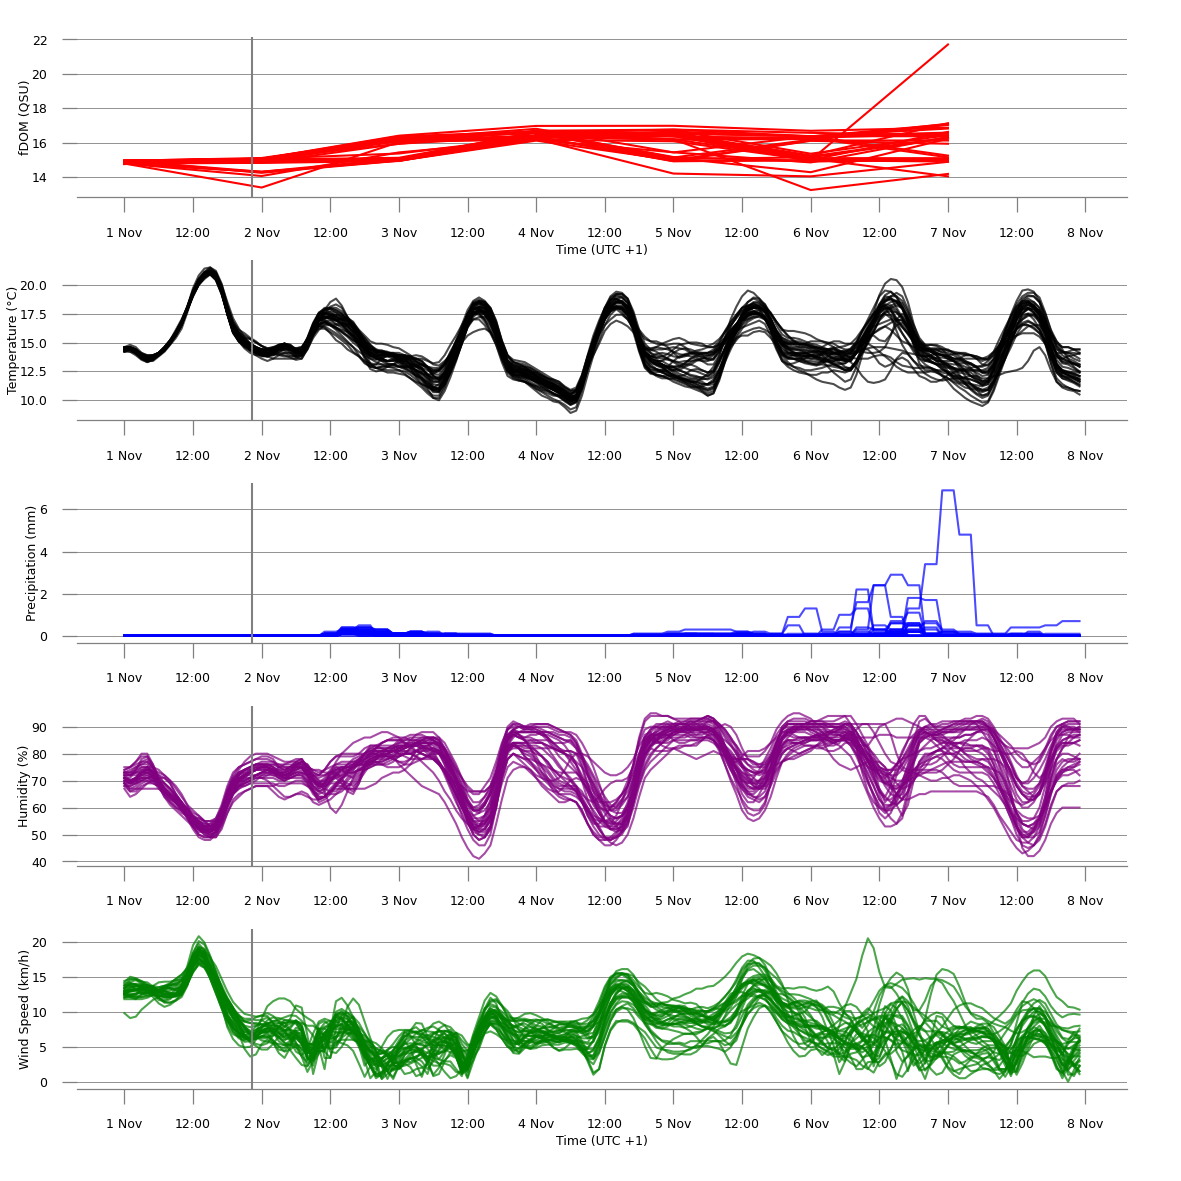 fDOM (QSU)
22
20
18
16
14
1 Nov 12:00 2 Nov 12:00 3 Nov 12:00 4 Nov 12:00 5 Nov 12:00 6 Nov 12:00 7 Nov 12:00 8 Nov
Time (UTC +1)
Temperature (°C)
20.0
17.5
15.0
12.5
10.0
1 Nov 12:00 2 Nov 12:00 3 Nov 12:00 4 Nov 12:00 5 Nov 12:00 6 Nov 12:00 7 Nov 12:00 8 Nov
Precipitation (mm)
6
4
2
0
1 Nov 12:00 2 Nov 12:00 3 Nov 12:00 4 Nov 12:00 5 Nov 12:00 6 Nov 12:00 7 Nov 12:00 8 Nov
Humidity (%)
90
80
70
60
50
40
1 Nov 12:00 2 Nov 12:00 3 Nov 12:00 4 Nov 12:00 5 Nov 12:00 6 Nov 12:00 7 Nov 12:00 8 Nov
Wind Speed (km/h)
20
15
10
5
0
1 Nov 12:00 2 Nov 12:00 3 Nov 12:00 4 Nov 12:00 5 Nov 12:00 6 Nov 12:00 7 Nov 12:00 8 Nov
Time (UTC +1)